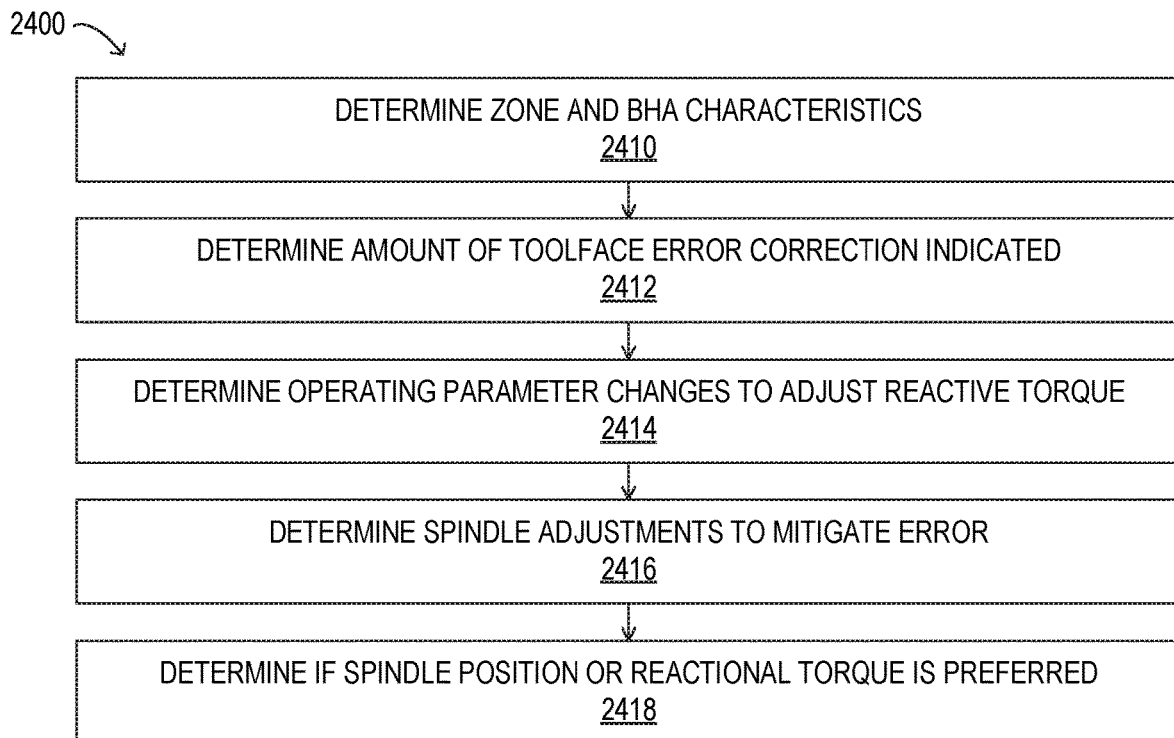 2400
DETERMINE ZONE AND BHA CHARACTERISTICS
2410
DETERMINE AMOUNT OF TOOLFACE ERROR CORRECTION INDICATED
2412
DETERMINE OPERATING PARAMETER CHANGES TO ADJUST REACTIVE TORQUE
2414
DETERMINE SPINDLE ADJUSTMENTS TO MITIGATE ERROR
2416
DETERMINE IF SPINDLE POSITION OR REACTIONAL TORQUE IS PREFERRED
2418